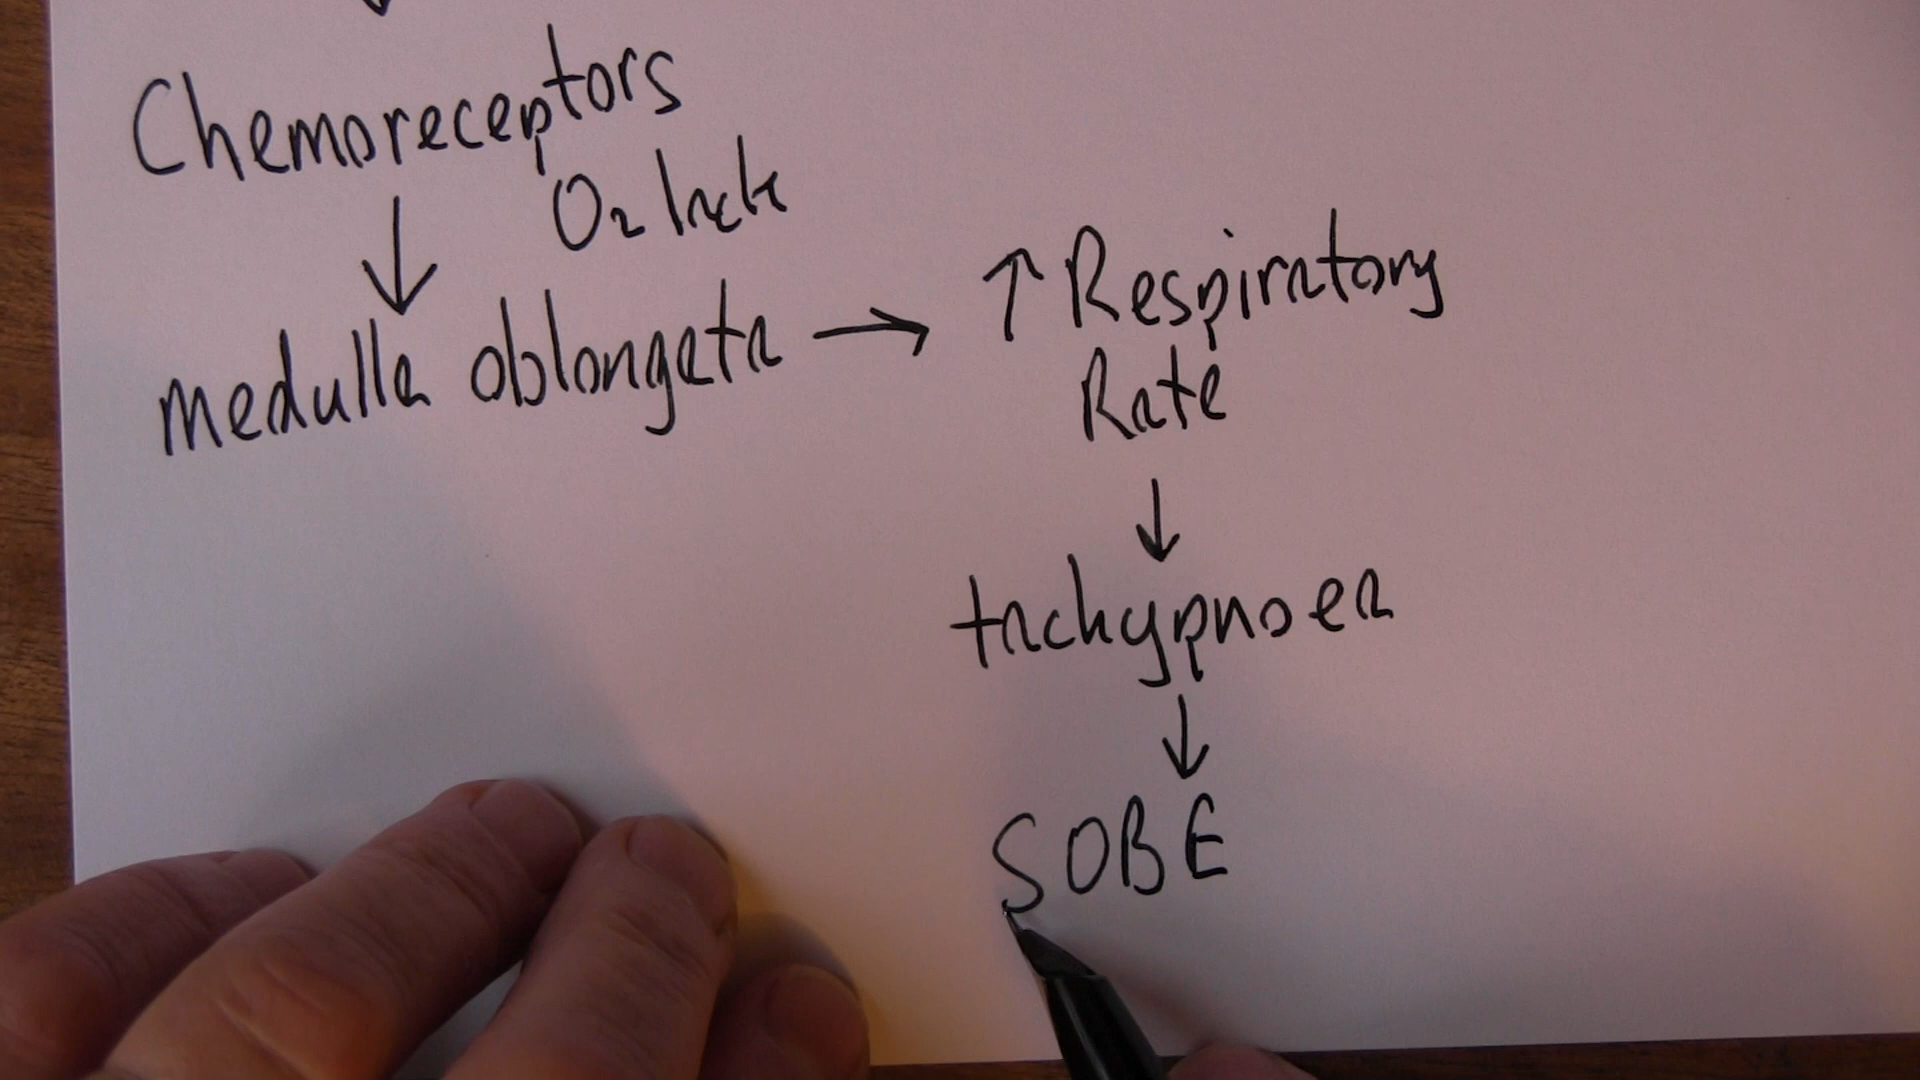 Chemoreceptors
O₂ lack
↓
medulla oblongata → ↑ Respiratory
Rate
↓
tachypnoea
↓
SOBE